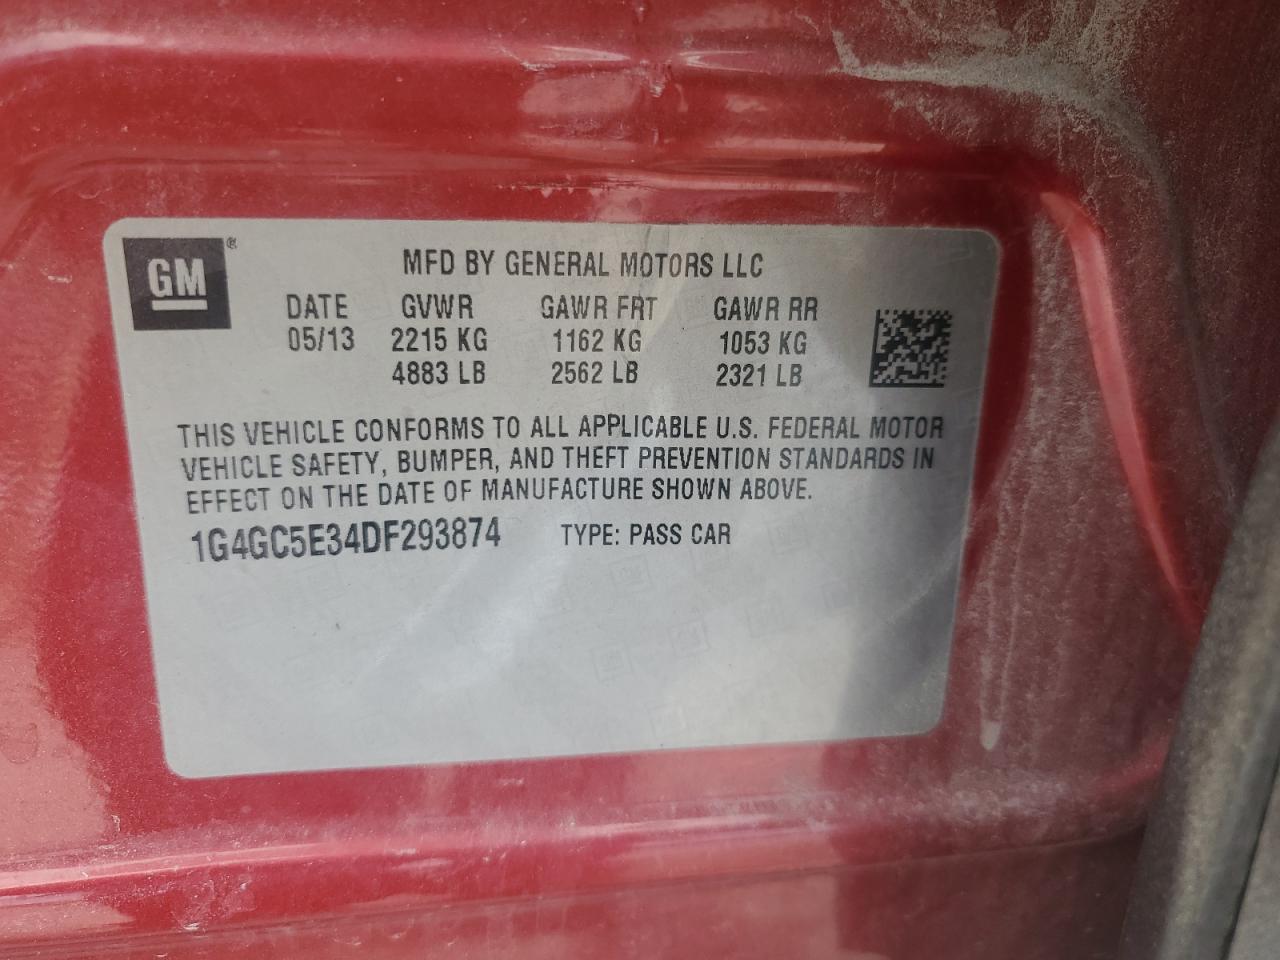 GM®
MFD BY GENERAL MOTORS LLC
DATE GVWR GAWR FRT GAWR RR
05/13 2215 KG 1162 KG 1053 KG
4883 LB 2562 LB 2321 LB
THIS VEHICLE CONFORMS TO ALL APPLICABLE U.S. FEDERAL MOTOR
VEHICLE SAFETY, BUMPER, AND THEFT PREVENTION STANDARDS IN
EFFECT ON THE DATE OF MANUFACTURE SHOWN ABOVE.
1G4GC5E34DF293874 TYPE: PASS CAR